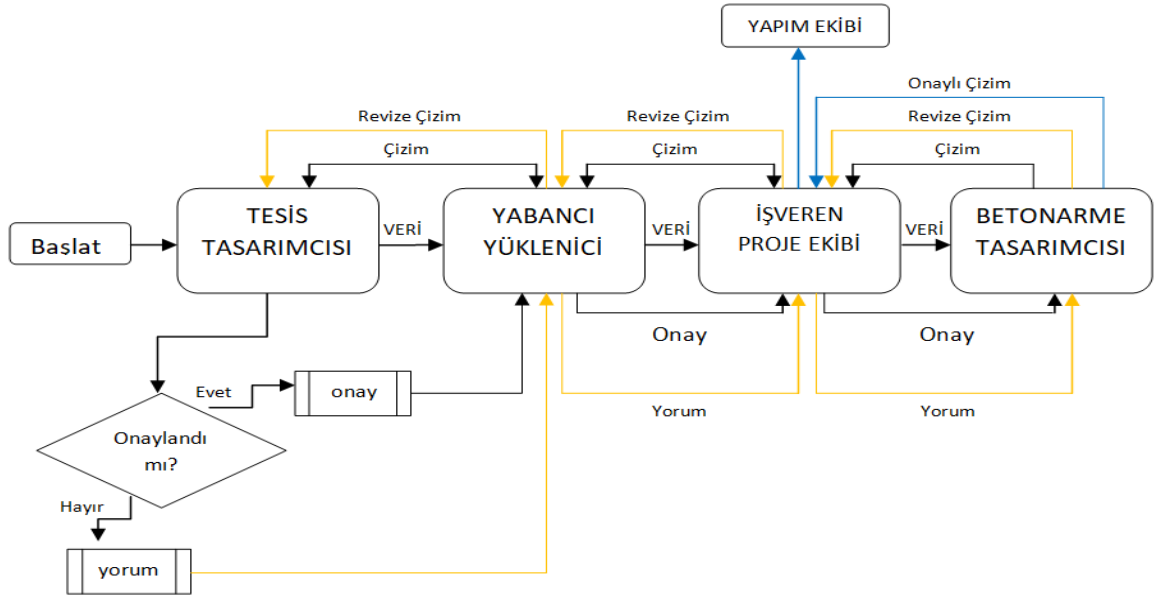 YAPIM EKİBİ
Onaylı Çizim
Revize Çizim
Revize Çizim
Revize Çizim
Çizim
Çizim
Çizim
Başlat
TESİS
TASARIMCISI
VERİ
YABANCI
YÜKLENİCİ
VERİ
İŞVEREN
PROJE EKİBİ
VERİ
BETONARME
TASARIMCISI
Onay
Onay
Evet
onay
Yorum
Yorum
Onaylandı
mı?
Hayır
yorum